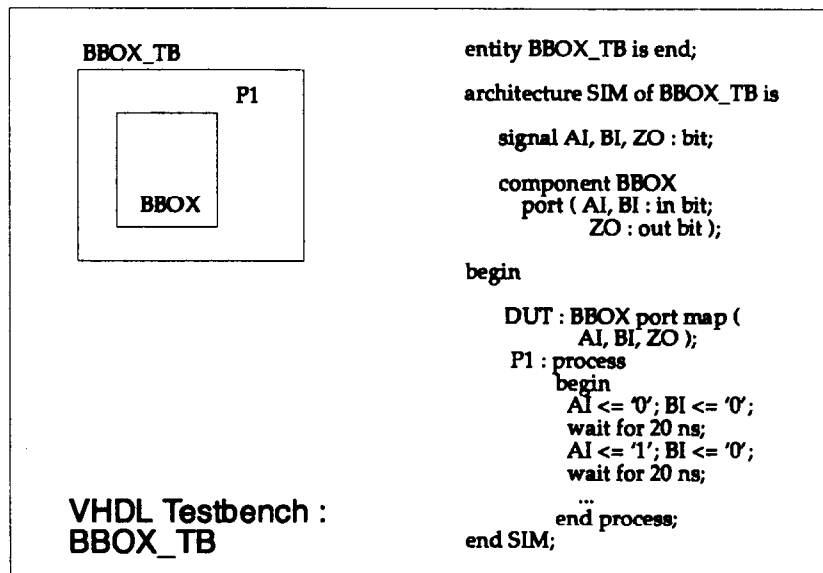 BBOX_TB
P1
BBOX
VHDL Testbench :
BBOX_TB
entity BBOX_TB is end;
architecture SIM of BBOX_TB is
signal AI, BI, ZO : bit;
component BBOX
port ( AI, BI : in bit;
ZO : out bit );
begin
DUT : BBOX port map (
AI, BI, ZO );
P1 : process
begin
AI <= '0'; BI <= '0';
wait for 20 ns;
AI <= '1'; BI <= '0';
wait for 20 ns;
...
end process;
end SIM;